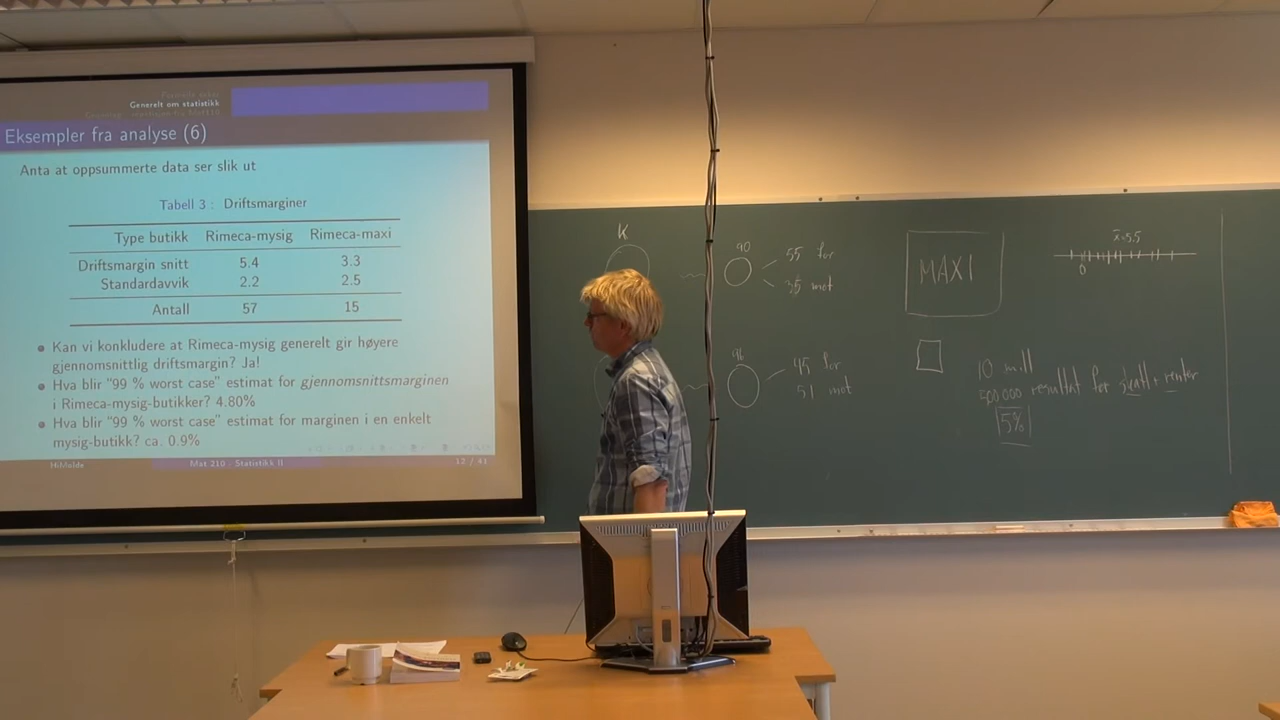 Generelt om statistikk
Eksempler fra analyse (6)
Anta at oppsummerte data ser slik ut
Tabell 3 : Driftsmarginer
Type butikk Rimeca-mysig Rimeca-maxi
Driftsmargin snitt 5.4 3.3
Standardavvik 2.2 2.5
Antall 57 15
Kan vi konkludere at Rimeca-mysig generelt gir høyere
gjennomsnittlig driftsmargin? Ja!
Hva blir "99 % worst case" estimat for gjennomsnittsmarginen
i Rimeca-mysig-butikker? 4.80%
Hva blir "99 % worst case" estimat for marginen i en enkelt
mysig-butikk? ca. 0.9%
HiMolde
Mat 210 - Statistikk II
12 / 41
K
90
55 for
35 mot
96
45 for
51 mot
MAXI
x̄=5.5
0
10 mill
500 000 resultat for skatt + renter
5%